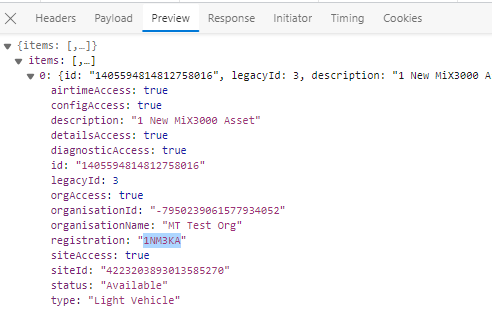 Headers Payload Preview Response Initiator Timing Cookies
{items: [,…]}
items: [,…]
0: {id: "1405594814812758016", legacyId: 3, description: "1 New MiX3000 A
airtimeAccess: true
configAccess: true
description: "1 New MiX3000 Asset"
detailsAccess: true
diagnosticAccess: true
id: "1405594814812758016"
legacyId: 3
orgAccess: true
organisationId: "-7950239061577934052"
organisationName: "MT Test Org"
registration: "1NM3KA"
siteAccess: true
siteId: "4223203893013585270"
status: "Available"
type: "Light Vehicle"